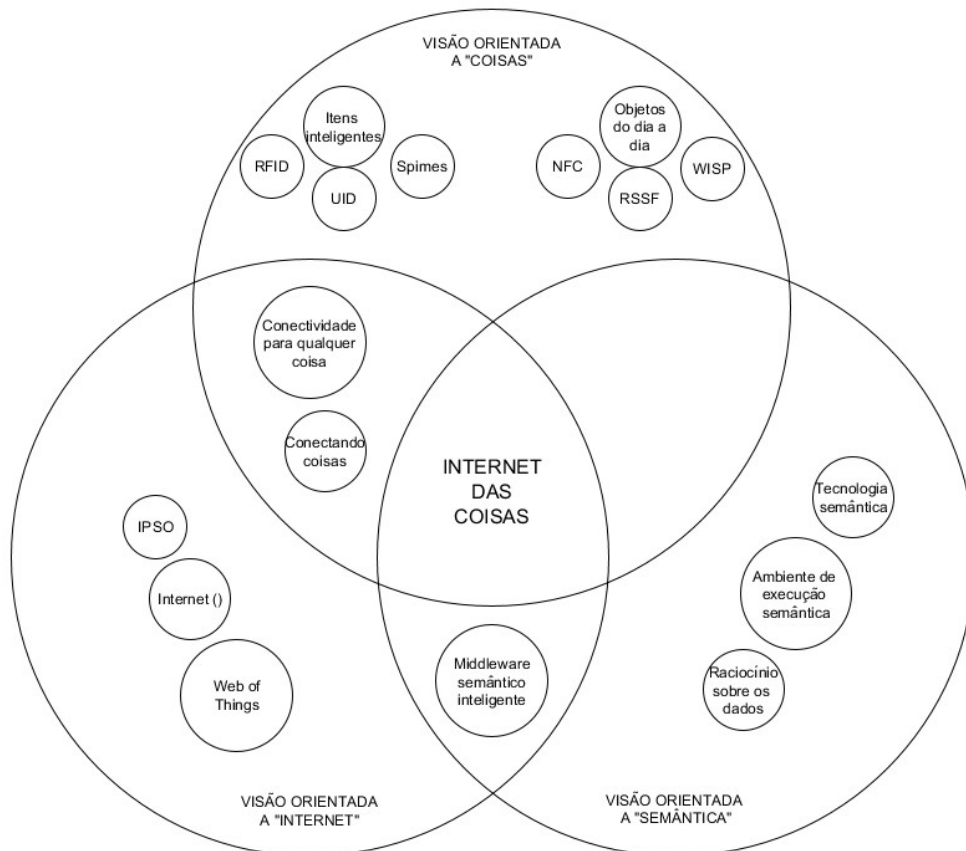 VISÃO ORIENTADA
A "COISAS"
Itens
inteligentes
RFID
UID
Spimes
Objetos
do dia a
dia
NFC
RSSF
WISP
Conectividade
para qualquer
coisa
Conectando
coisas
INTERNET
DAS
COISAS
IPSO
Internet ()
Web of
Things
Tecnologia
semântica
Ambiente de
execução
semântica
Raciocínio
sobre os
dados
Middleware
semântico
inteligente
VISÃO ORIENTADA
A "INTERNET"
VISÃO ORIENTADA
A "SEMÂNTICA"